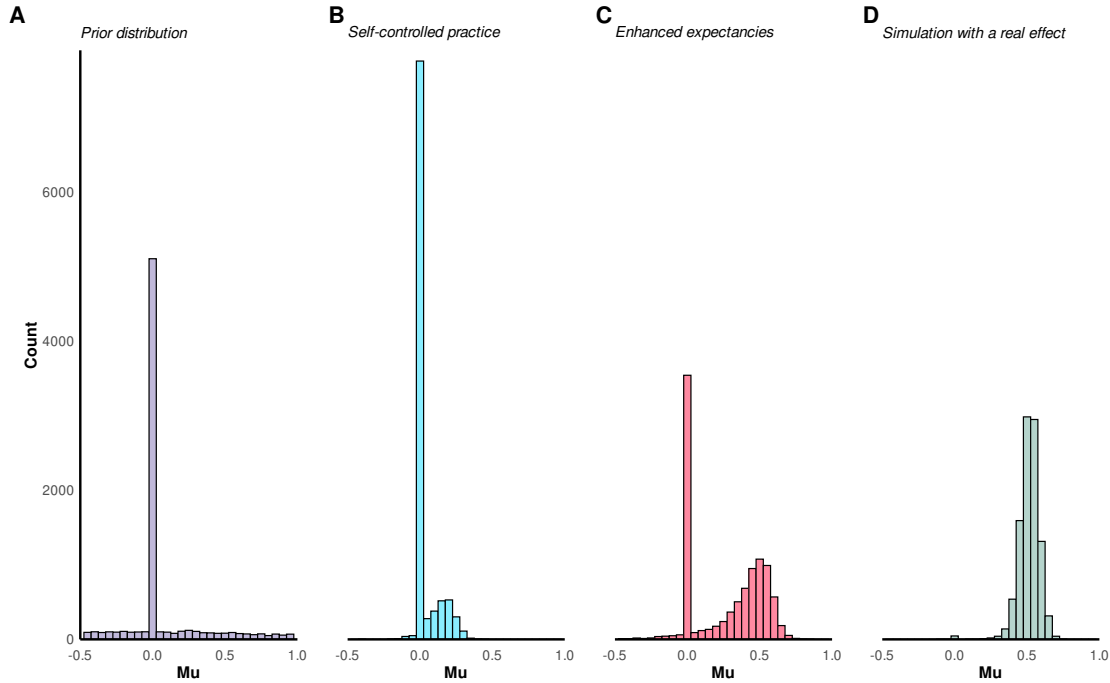 A
B
C
D
Prior distribution
Self-controlled practice
Enhanced expectancies
Simulation with a real effect
Count
6000
4000
2000
0
-0.5 0.0 0.5 1.0
-0.5 0.0 0.5 1.0
-0.5 0.0 0.5 1.0
-0.5 0.0 0.5 1.0
Mu
Mu
Mu
Mu